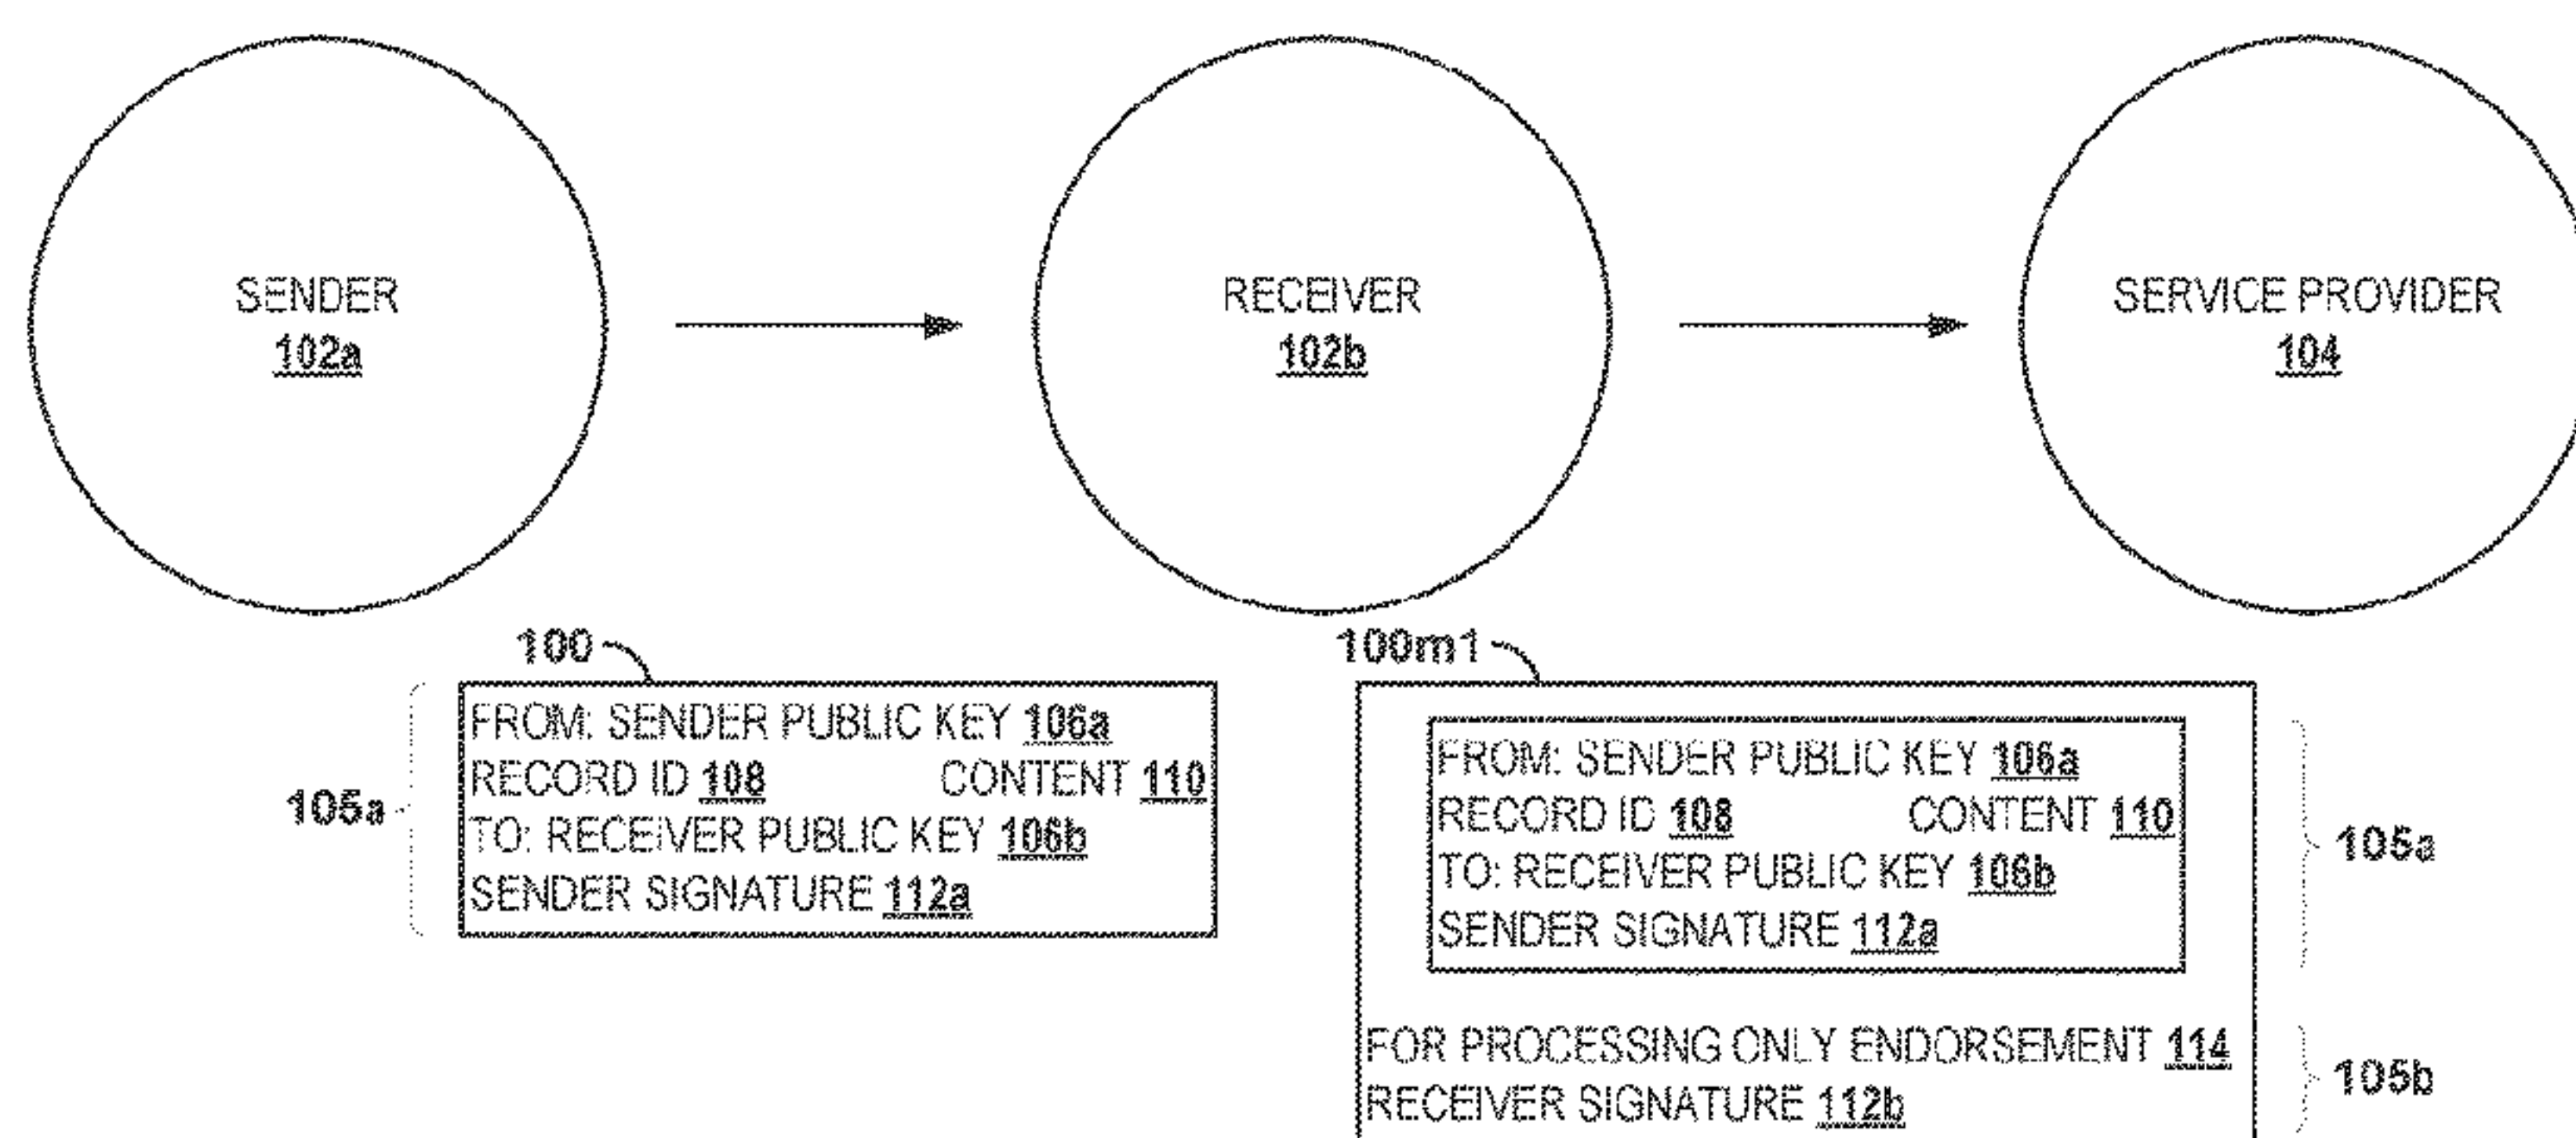 SENDER
102a
RECEIVER
102b
SERVICE PROVIDER
104
100
105a
FROM: SENDER PUBLIC KEY 106a
RECORD ID 108 CONTENT 110
TO: RECEIVER PUBLIC KEY 106b
SENDER SIGNATURE 112a
100m1
FROM: SENDER PUBLIC KEY 106a
RECORD ID 108 CONTENT 110
TO: RECEIVER PUBLIC KEY 106b
SENDER SIGNATURE 112a
105a
FOR PROCESSING ONLY ENDORSEMENT 114
RECEIVER SIGNATURE 112b
105b